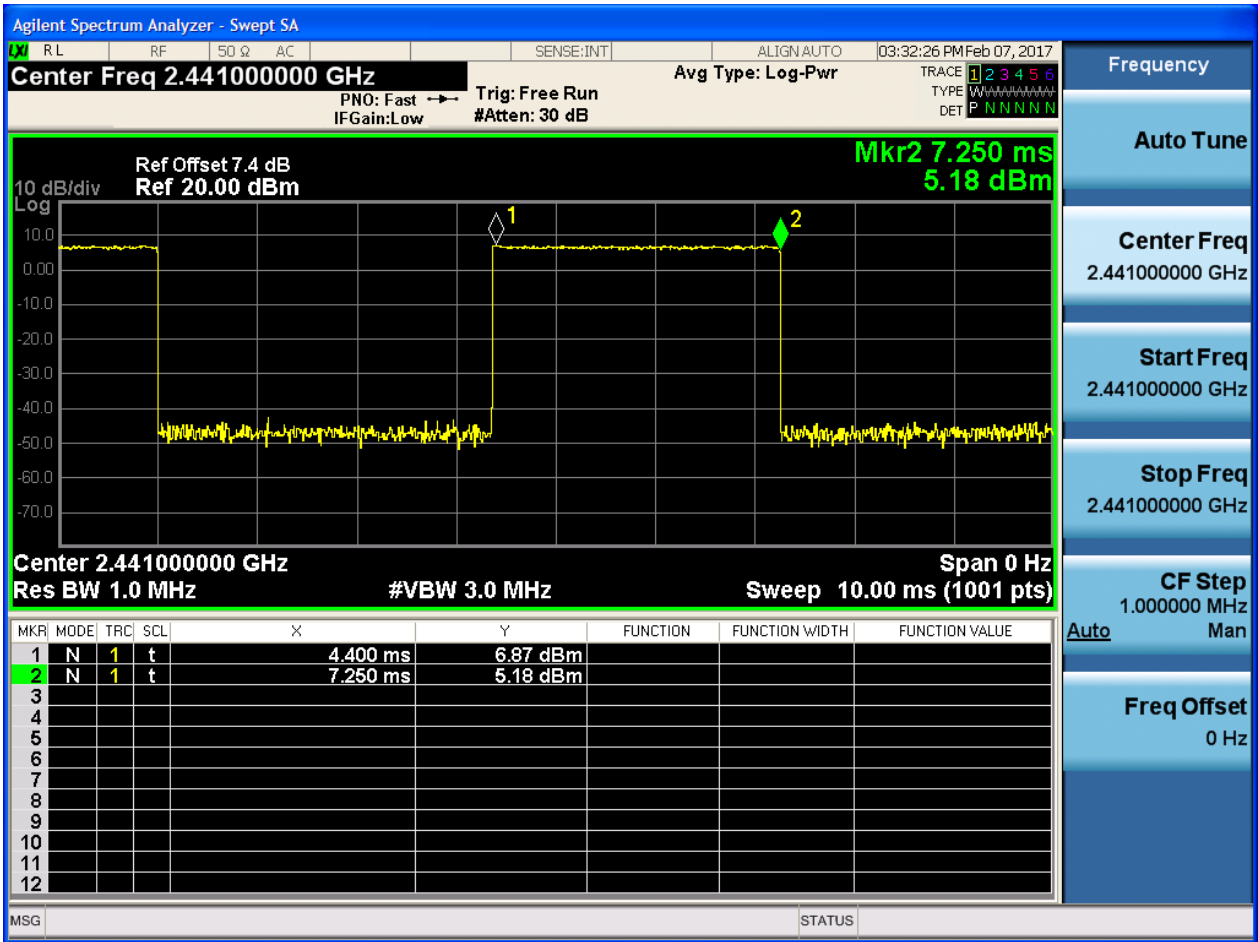 Agilent Spectrum Analyzer - Swept SA
LXI RL RF 50 Ω AC SENSE:INT ALIGN AUTO 03:32:26 PM Feb 07, 2017
Center Freq 2.441000000 GHz
PNO: Fast
IFGain:Low
Trig: Free Run
#Atten: 30 dB
Avg Type: Log-Pwr
TRACE 1 2 3 4 5 6
TYPE W
DET P N N N N N
Mkr2 7.250 ms
5.18 dBm
Ref Offset 7.4 dB
10 dB/div Ref 20.00 dBm
Log
1
2
10.0
0.00
-10.0
-20.0
-30.0
-40.0
-50.0
-60.0
-70.0
Center 2.441000000 GHz Span 0 Hz
Res BW 1.0 MHz #VBW 3.0 MHz Sweep 10.00 ms (1001 pts)
MKR MODE TRC SCL X Y FUNCTION FUNCTION WIDTH FUNCTION VALUE
1 N 1 t 4.400 ms 6.87 dBm
2 N 1 t 7.250 ms 5.18 dBm
3
4
5
6
7
8
9
10
11
12
MSG STATUS
Frequency
Auto Tune
Center Freq
2.441000000 GHz
Start Freq
2.441000000 GHz
Stop Freq
2.441000000 GHz
CF Step
1.000000 MHz
Auto Man
Freq Offset
0 Hz